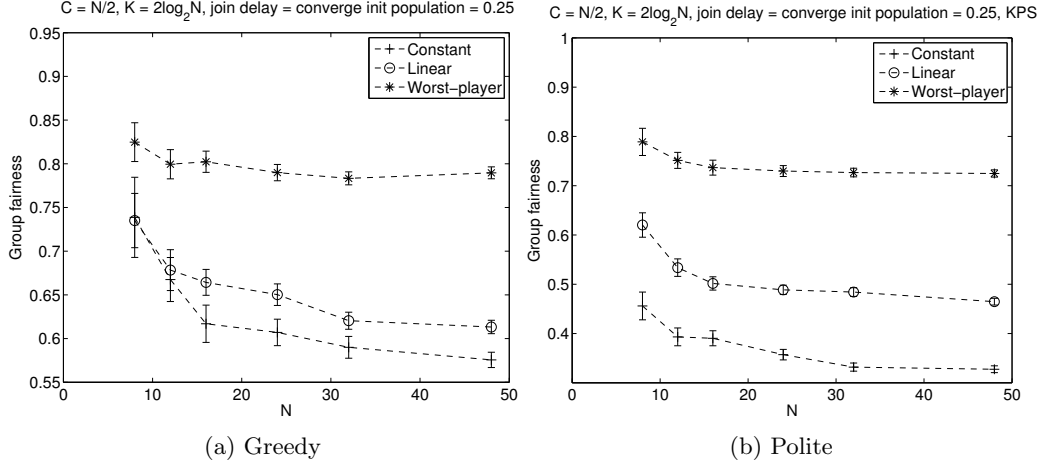 C = N/2, K = 2log2N, join delay = converge init population = 0.25
0.95
0.9
0.85
0.8
0.75
0.7
0.65
0.6
0.55
Group fairness
Constant
Linear
Worst−player
0 10 20 30 40 50
N
(a) Greedy
C = N/2, K = 2log2N, join delay = converge init population = 0.25, KPS
1
0.9
0.8
0.7
0.6
0.5
0.4
Group fairness
Constant
Linear
Worst−player
0 10 20 30 40 50
N
(b) Polite